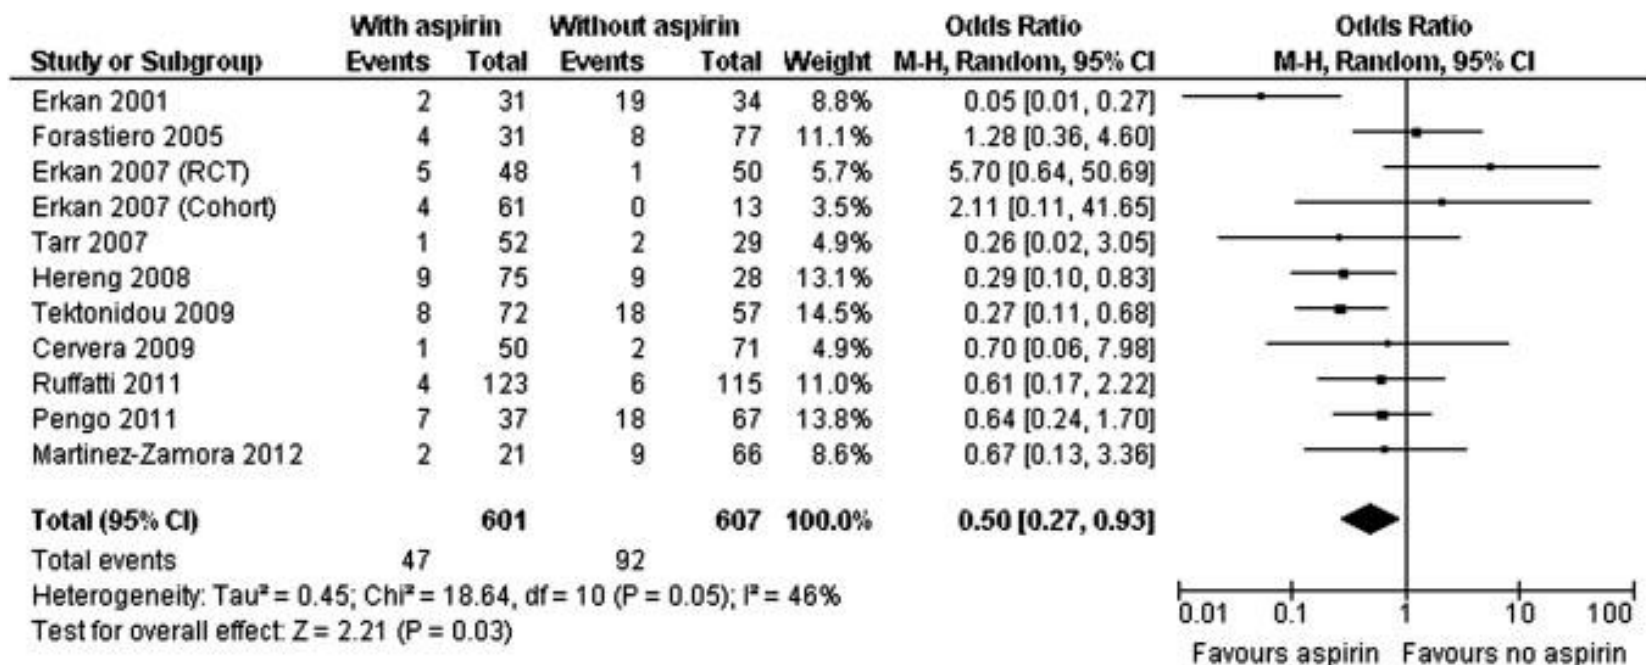 With aspirin Without aspirin Odds Ratio Odds Ratio
Study or Subgroup Events Total Events Total Weight M-H, Random, 95% CI M-H, Random, 95% CI
Erkan 2001 2 31 19 34 8.8% 0.05 [0.01, 0.27]
Forastiero 2005 4 31 8 77 11.1% 1.28 [0.36, 4.60]
Erkan 2007 (RCT) 5 48 1 50 5.7% 5.70 [0.64, 50.69]
Erkan 2007 (Cohort) 4 61 0 13 3.5% 2.11 [0.11, 41.65]
Tarr 2007 1 52 2 29 4.9% 0.26 [0.02, 3.05]
Hereng 2008 9 75 9 28 13.1% 0.29 [0.10, 0.83]
Tektonidou 2009 8 72 18 57 14.5% 0.27 [0.11, 0.68]
Cervera 2009 1 50 2 71 4.9% 0.70 [0.06, 7.98]
Ruffatti 2011 4 123 6 115 11.0% 0.61 [0.17, 2.22]
Pengo 2011 7 37 18 67 13.8% 0.64 [0.24, 1.70]
Martinez-Zamora 2012 2 21 9 66 8.6% 0.67 [0.13, 3.36]
Total (95% CI) 601 607 100.0% 0.50 [0.27, 0.93]
Total events 47 92
Heterogeneity: Tau² = 0.45; Chi² = 18.64, df = 10 (P = 0.05); I² = 46%
Test for overall effect: Z = 2.21 (P = 0.03)
0.01 0.1 1 10 100
Favours aspirin Favours no aspirin